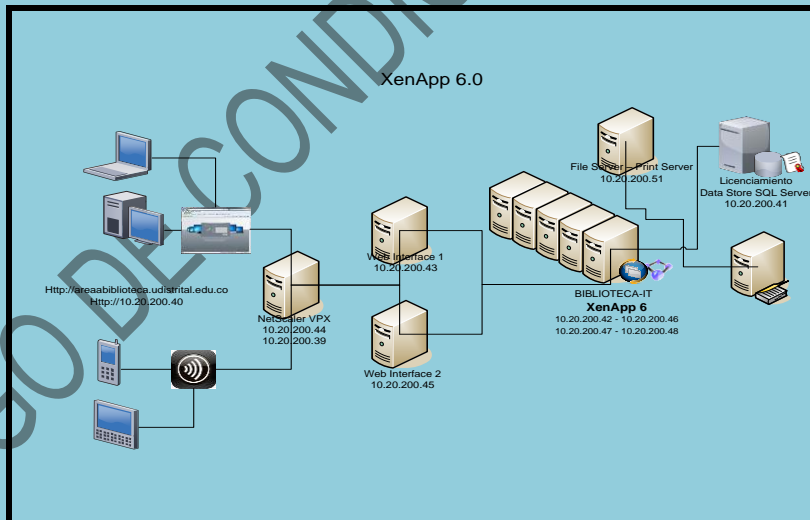 XenApp 6.0
File Server – Print Server
10.20.200.51
Licenciamiento
Data Store SQL Server
10.20.200.41
Web Interface 1
10.20.200.43
Http://areaabiblioteca.udistrital.edu.co
Http://10.20.200.40
NetScaler VPX
10.20.200.44
10.20.200.39
BIBLIOTECA-IT
XenApp 6
10.20.200.42 - 10.20.200.46
10.20.200.47 - 10.20.200.48
Web Interface 2
10.20.200.45
GO DE CONDI